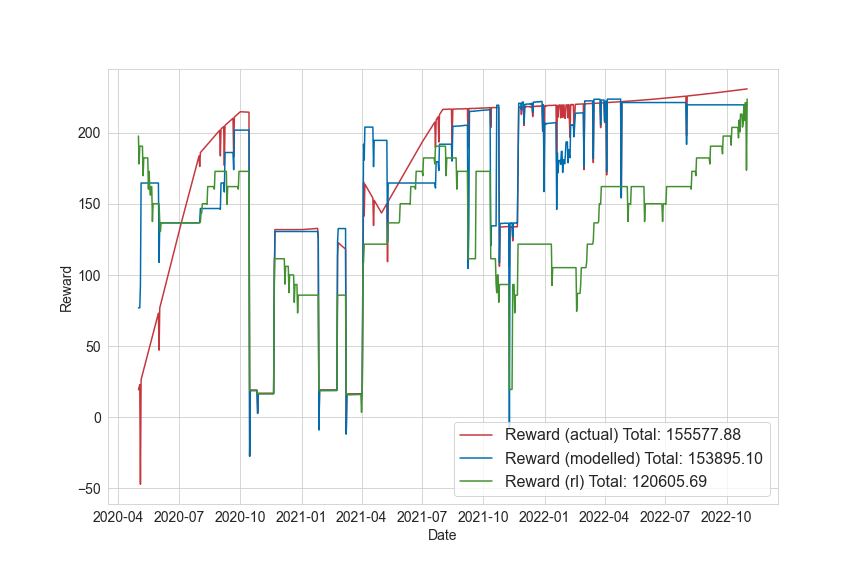 200
150
100
50
0
−50
Reward
Reward (actual) Total: 155577.88
Reward (modelled) Total: 153895.10
Reward (rl) Total: 120605.69
2020-04 2020-07 2020-10 2021-01 2021-04 2021-07 2021-10 2022-01 2022-04 2022-07 2022-10
Date